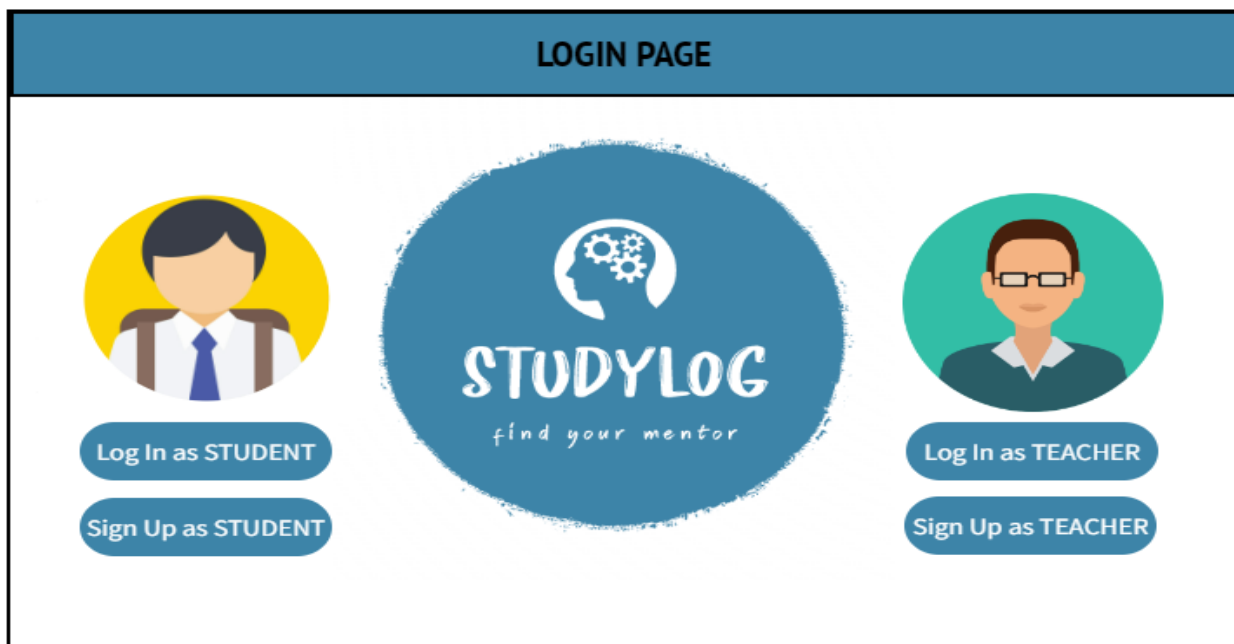 LOGIN PAGE
STUDYLOG
find your mentor
Log In as STUDENT
Sign Up as STUDENT
Log In as TEACHER
Sign Up as TEACHER